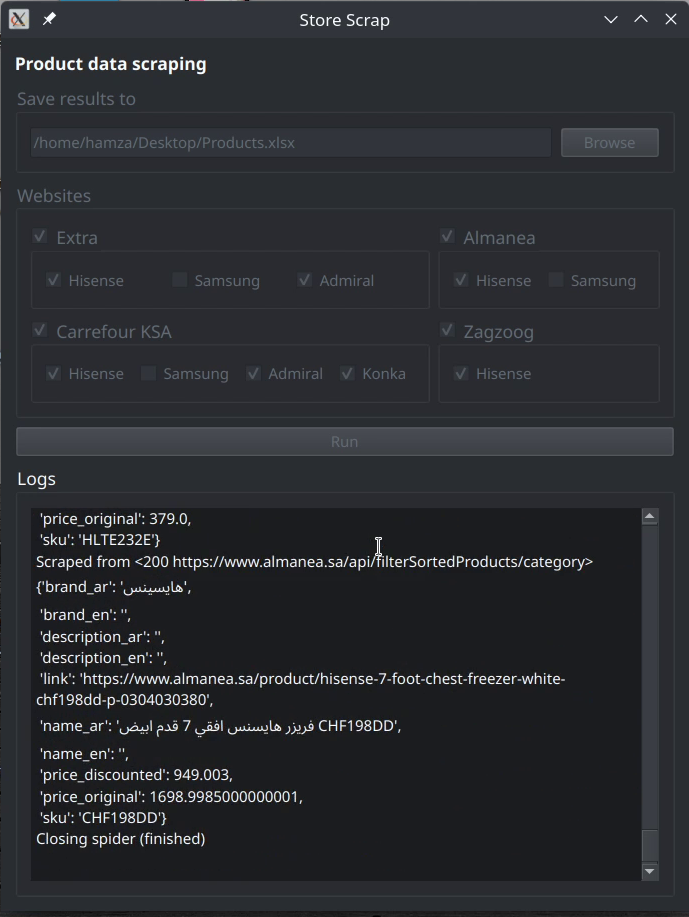 Store Scrap
Product data scraping
Save results to
/home/hamza/Desktop/Products.xlsx
Browse
Websites
Extra
Hisense
Samsung
Admiral
Almanea
Hisense
Samsung
Carrefour KSA
Hisense
Samsung
Admiral
Konka
Zagzoog
Hisense
Run
Logs
'price_original': 379.0,
'sku': 'HLTE232E'}
Scraped from <200 https://www.almanea.sa/api/filterSortedProducts/category>
{'brand_ar': 'هايسينس',
'brand_en': '',
'description_ar': '',
'description_en': '',
'link': 'https://www.almanea.sa/product/hisense-7-foot-chest-freezer-white-
chf198dd-p-0304030380',
'name_ar': 'فريزر هايسنس افقي 7 قدم ابيض CHF198DD',
'name_en': '',
'price_discounted': 949.003,
'price_original': 1698.9985000000001,
'sku': 'CHF198DD'}
Closing spider (finished)